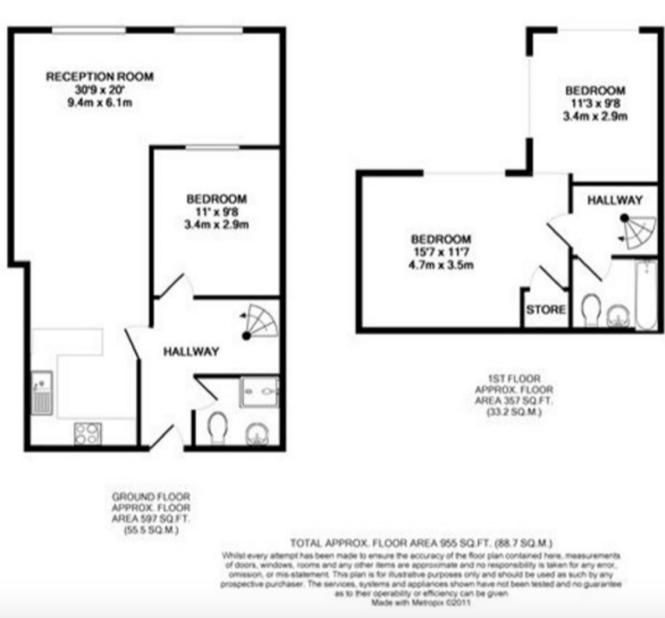 RECEPTION ROOM
30'9 x 20'
9.4m x 6.1m
BEDROOM
11' x 9'8
3.4m x 2.9m
HALLWAY
GROUND FLOOR
APPROX. FLOOR
AREA 597 SQ.FT.
(55.5 SQ.M.)
BEDROOM
11'3 x 9'8
3.4m x 2.9m
HALLWAY
BEDROOM
15'7 x 11'7
4.7m x 3.5m
STORE
1ST FLOOR
APPROX. FLOOR
AREA 357 SQ.FT.
(33.2 SQ.M.)
TOTAL APPROX. FLOOR AREA 955 SQ.FT. (88.7 SQ.M.)
Whilst every attempt has been made to ensure the accuracy of the floor plan contained here, measurements
of doors, windows, rooms and any other items are approximate and no responsibility is taken for any error,
omission, or mis-statement. This plan is for illustrative purposes only and should be used as such by any
prospective purchaser. The services, systems and appliances shown have not been tested and no guarantee
as to their operability or efficiency can be given
Made with Metropix ©2011